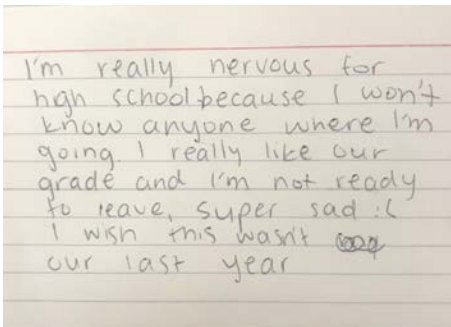 I'm really nervous for
high school because I won't
know anyone where I'm
going. I really like our
grade and I'm not ready
to leave, super sad :(
I wish this wasn't
our last year